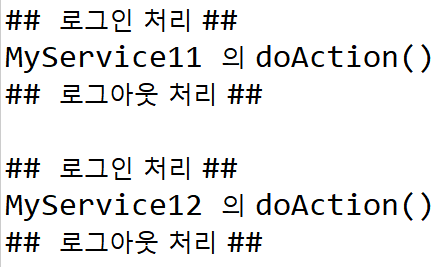 ## 로그인 처리 ##
MyService11 의 doAction()
## 로그아웃 처리 ##

## 로그인 처리 ##
MyService12 의 doAction()
## 로그아웃 처리 ##